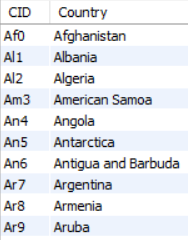 CID Country
Af0 Afghanistan
Al1 Albania
Al2 Algeria
Am3 American Samoa
An4 Angola
An5 Antarctica
An6 Antigua and Barbuda
Ar7 Argentina
Ar8 Armenia
Ar9 Aruba